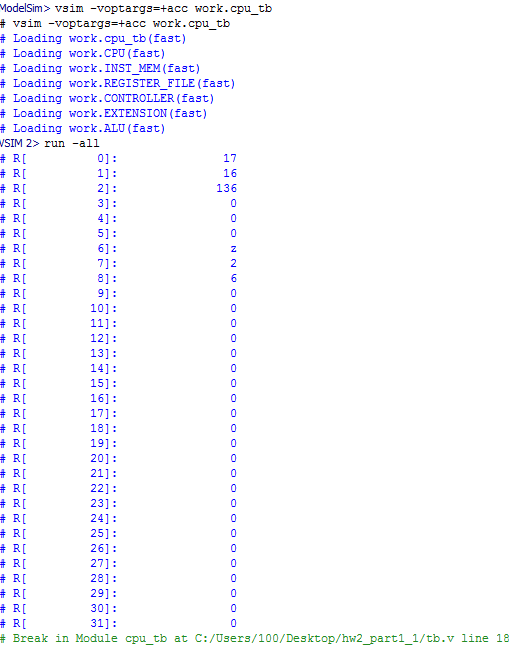 ModelSim> vsim -voptargs=+acc work.cpu_tb
# vsim -voptargs=+acc work.cpu_tb
# Loading work.cpu_tb(fast)
# Loading work.CPU(fast)
# Loading work.INST_MEM(fast)
# Loading work.REGISTER_FILE(fast)
# Loading work.CONTROLLER(fast)
# Loading work.EXTENSION(fast)
# Loading work.ALU(fast)
VSIM 2> run -all
# R[          0]:              17
# R[          1]:              16
# R[          2]:             136
# R[          3]:               0
# R[          4]:               0
# R[          5]:               0
# R[          6]:               z
# R[          7]:               2
# R[          8]:               6
# R[          9]:               0
# R[         10]:               0
# R[         11]:               0
# R[         12]:               0
# R[         13]:               0
# R[         14]:               0
# R[         15]:               0
# R[         16]:               0
# R[         17]:               0
# R[         18]:               0
# R[         19]:               0
# R[         20]:               0
# R[         21]:               0
# R[         22]:               0
# R[         23]:               0
# R[         24]:               0
# R[         25]:               0
# R[         26]:               0
# R[         27]:               0
# R[         28]:               0
# R[         29]:               0
# R[         30]:               0
# R[         31]:               0
# Break in Module cpu_tb at C:/Users/100/Desktop/hw2_part1_1/tb.v line 18